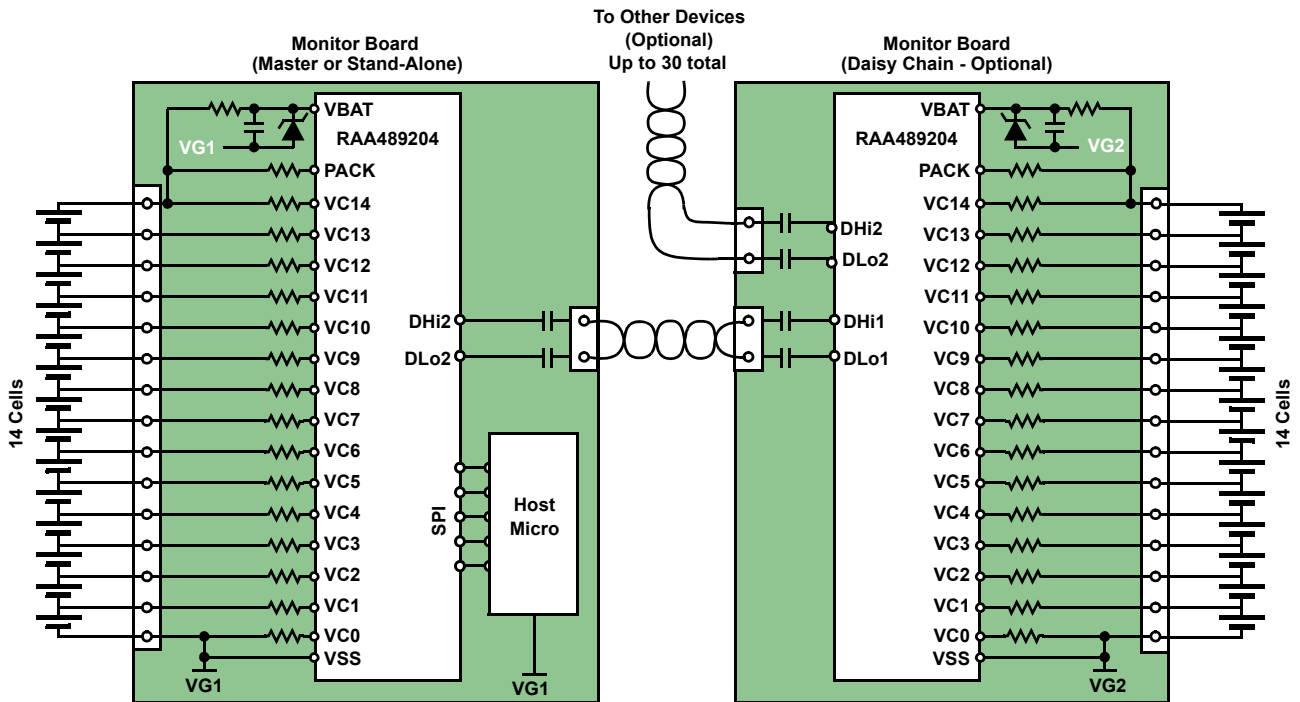 To Other Devices
(Optional)
Up to 30 total
Monitor Board
(Master or Stand-Alone)
VBAT
RAA489204
VG1
PACK
VC14
VC13
VC12
VC11
VC10
VC9
VC8
VC7
VC6
VC5
VC4
VC3
VC2
VC1
VC0
VSS
VG1
14 Cells
DHi2
DLo2
SPI
Host
Micro
VG1
Monitor Board
(Daisy Chain - Optional)
VBAT
RAA489204
VG2
PACK
VC14
VC13
VC12
VC11
VC10
VC9
VC8
VC7
VC6
VC5
VC4
VC3
VC2
VC1
VC0
VSS
VG2
DHi2
DLo2
DHi1
DLo1
14 Cells